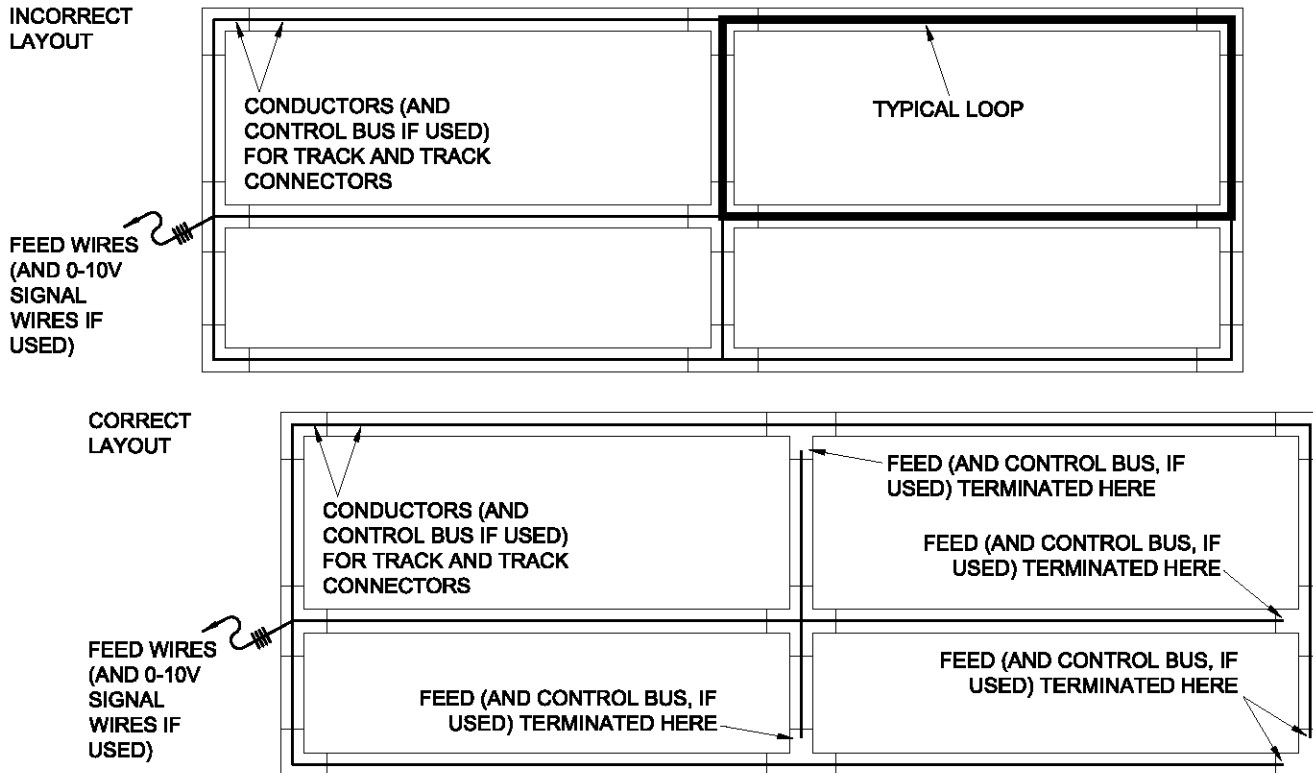 INCORRECT
LAYOUT
CONDUCTORS (AND
CONTROL BUS IF USED)
FOR TRACK AND TRACK
CONNECTORS
TYPICAL LOOP
FEED WIRES
(AND 0-10V
SIGNAL
WIRES IF
USED)
CORRECT
LAYOUT
CONDUCTORS (AND
CONTROL BUS IF USED)
FOR TRACK AND TRACK
CONNECTORS
FEED (AND CONTROL BUS, IF
USED) TERMINATED HERE
FEED (AND CONTROL BUS, IF
USED) TERMINATED HERE
FEED WIRES
(AND 0-10V
SIGNAL
WIRES IF
USED)
FEED (AND CONTROL BUS, IF
USED) TERMINATED HERE
FEED (AND CONTROL BUS, IF
USED) TERMINATED HERE